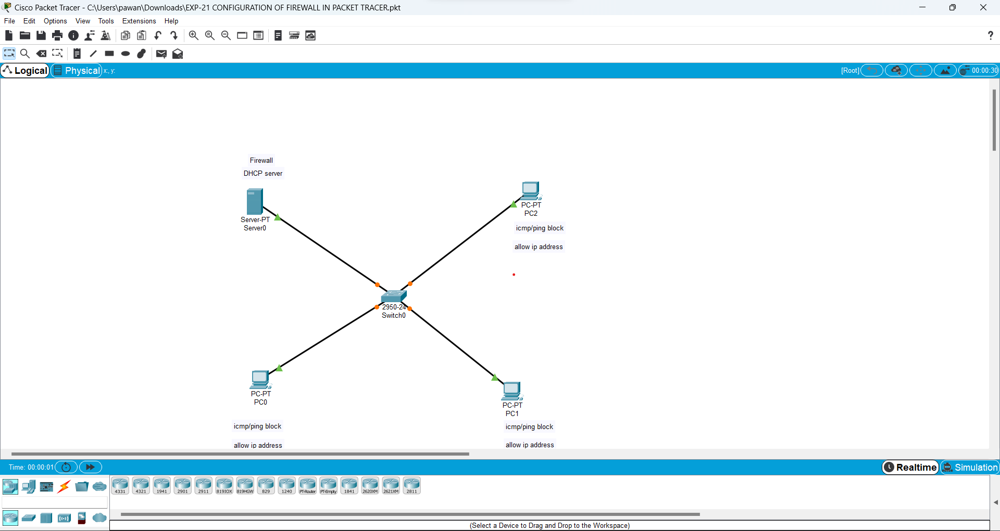 Cisco Packet Tracer - C:\Users\pawan\Downloads\EXP-21 CONFIGURATION OF FIREWALL IN PACKET TRACER.pkt
File Edit Options View Tools Extensions Help
?
Logical Physical x:, y: [Root] 00:00:30
Firewall
DHCP server
Server-PT
Server0
PC-PT
PC2
icmp/ping block
allow ip address
2950-24
Switch0
PC-PT
PC0
icmp/ping block
allow ip address
PC-PT
PC1
icmp/ping block
allow ip address
Time: 00:00:01 Realtime Simulation
4331 4321 1941 2901 2911 819IOX 819HGW 829 1240 PT-Router PT-Empty 1841 2620XM 2621XM 2811
(Select a Device to Drag and Drop to the Workspace)